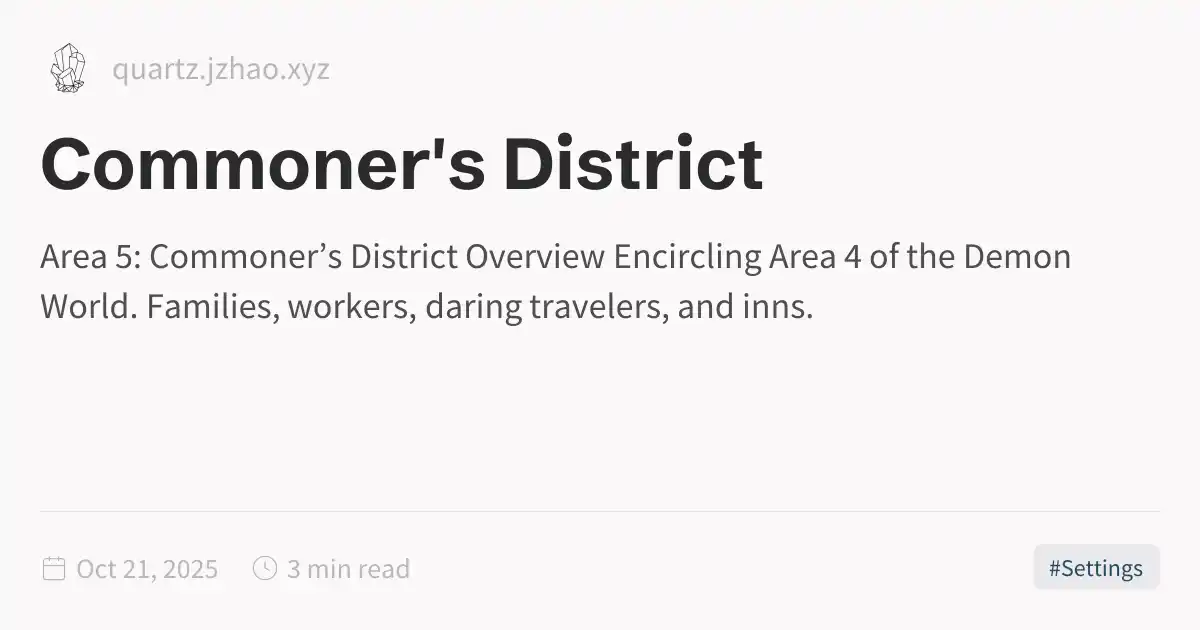 quartz.jzhao.xyz
Commoner's District
Area 5: Commoner’s District Overview Encircling Area 4 of the Demon
World. Families, workers, daring travelers, and inns.
Oct 21, 2025 3 min read #Settings